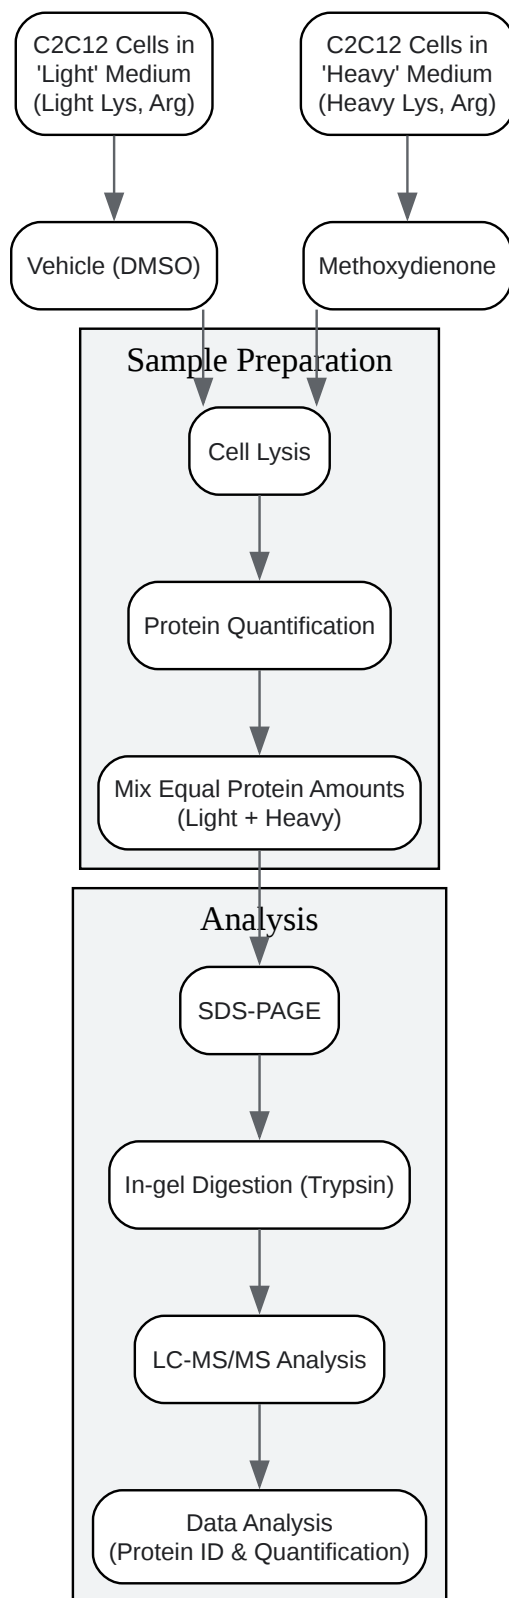 C2C12 Cells in
'Light' Medium
(Light Lys, Arg)
C2C12 Cells in
'Heavy' Medium
(Heavy Lys, Arg)
Vehicle (DMSO)
Methoxydienone
Sample Preparation
Cell Lysis
Protein Quantification
Mix Equal Protein Amounts
(Light + Heavy)
Analysis
SDS-PAGE
In-gel Digestion (Trypsin)
LC-MS/MS Analysis
Data Analysis
(Protein ID & Quantification)